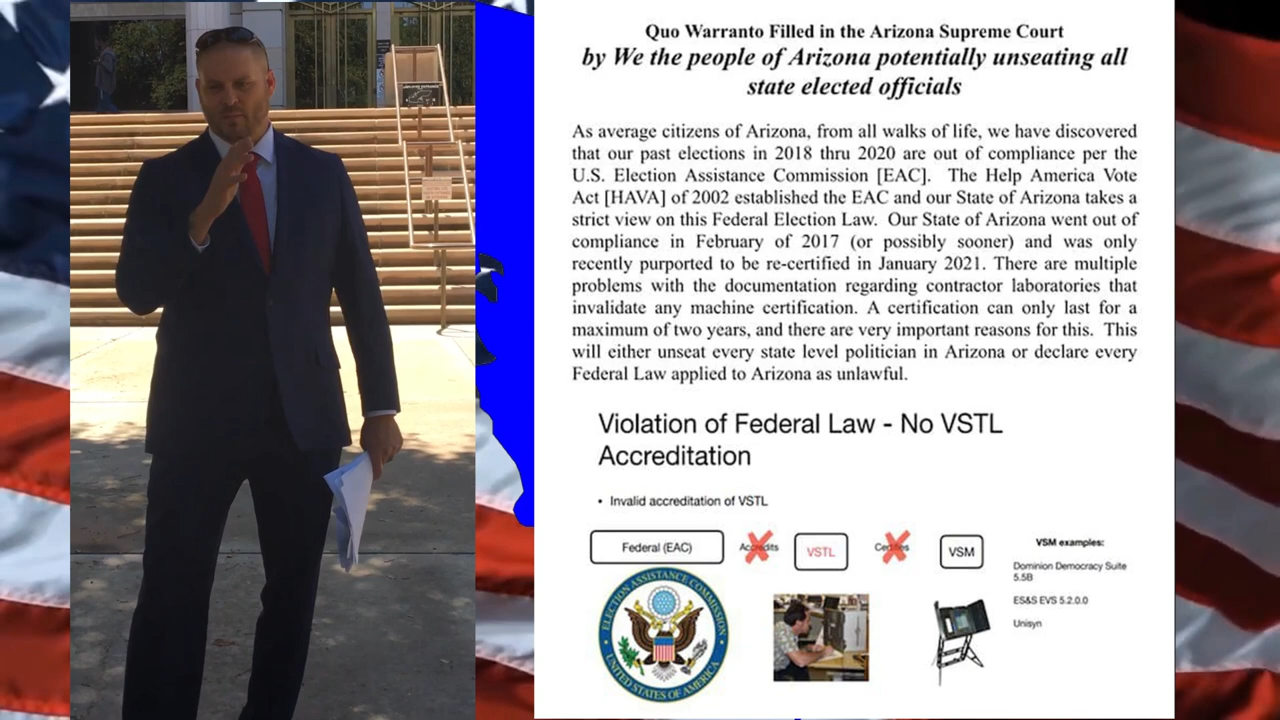 Quo Warranto Filled in the Arizona Supreme Court
by We the people of Arizona potentially unseating all
state elected officials
As average citizens of Arizona, from all walks of life, we have discovered
that our past elections in 2018 thru 2020 are out of compliance per the
U.S. Election Assistance Commission [EAC]. The Help America Vote
Act [HAVA] of 2002 established the EAC and our State of Arizona takes a
strict view on this Federal Election Law. Our State of Arizona went out of
compliance in February of 2017 (or possibly sooner) and was only
recently purported to be re-certified in January 2021. There are multiple
problems with the documentation regarding contractor laboratories that
invalidate any machine certification. A certification can only last for a
maximum of two years, and there are very important reasons for this. This
will either unseat every state level politician in Arizona or declare every
Federal Law applied to Arizona as unlawful.
Violation of Federal Law - No VSTL
Accreditation
• Invalid accreditation of VSTL
Federal (EAC)
Accredits
VSTL
Certifies
VSM
VSM examples:
Dominion Democracy Suite
5.5B
ES&S EVS 5.2.0.0
Unisyn
ELECTION ASSISTANCE COMMISSION
UNITED STATES OF AMERICA